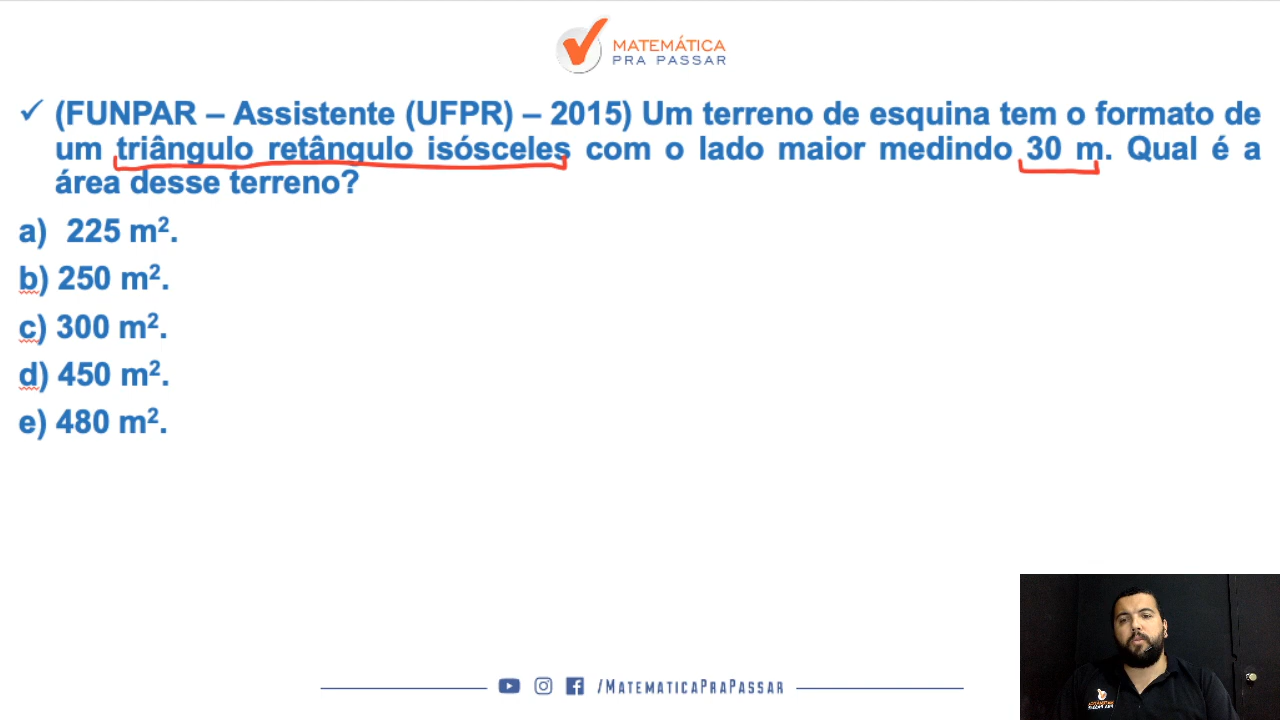 MATEMÁTICA
PRA PASSAR
✓ (FUNPAR – Assistente (UFPR) – 2015) Um terreno de esquina tem o formato de
um triângulo retângulo isósceles com o lado maior medindo 30 m. Qual é a
área desse terreno?
a) 225 m².
b) 250 m².
c) 300 m².
d) 450 m².
e) 480 m².
/MATEMATICAPRAPASSAR